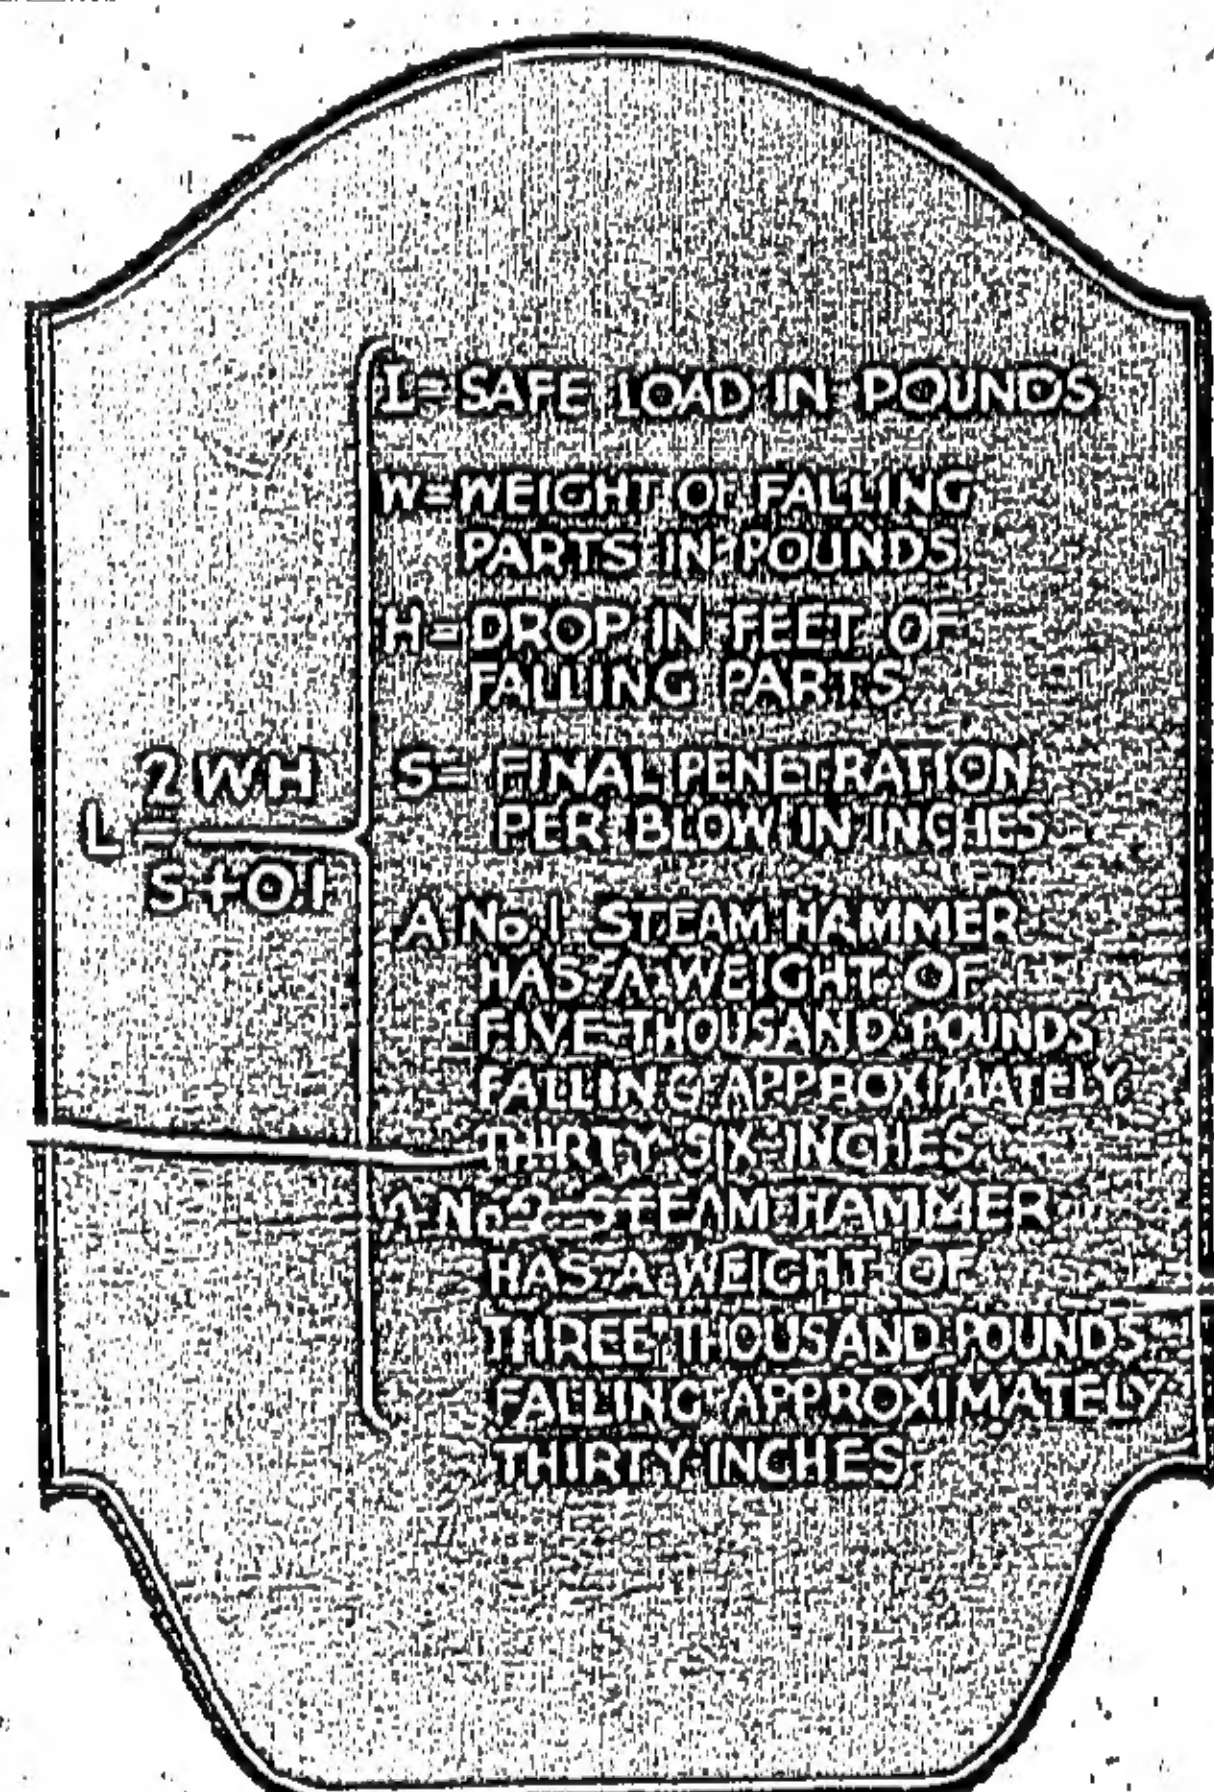 L = SAFE LOAD IN POUNDS
W = WEIGHT OF FALLING
PARTS IN POUNDS
H = DROP IN FEET OF
FALLING PARTS
L = 2WH / S+0.1
S = FINAL PENETRATION
PER BLOW IN INCHES
A No.1 STEAM HAMMER
HAS A WEIGHT OF
FIVE THOUSAND POUNDS
FALLING APPROXIMATELY
THIRTY SIX INCHES
A No.2 STEAM HAMMER
HAS A WEIGHT OF
THREE THOUSAND POUNDS
FALLING APPROXIMATELY
THIRTY INCHES